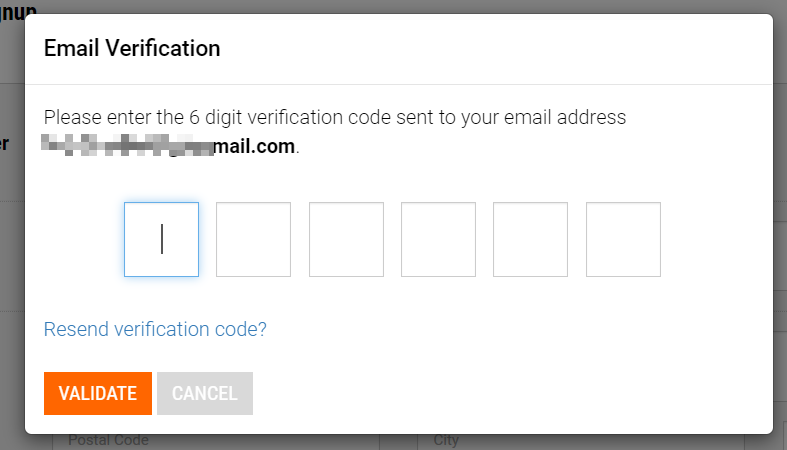 gnup
Email Verification
Please enter the 6 digit verification code sent to your email address
mail.com.
er
Resend verification code?
VALIDATE CANCEL
Postal Code City